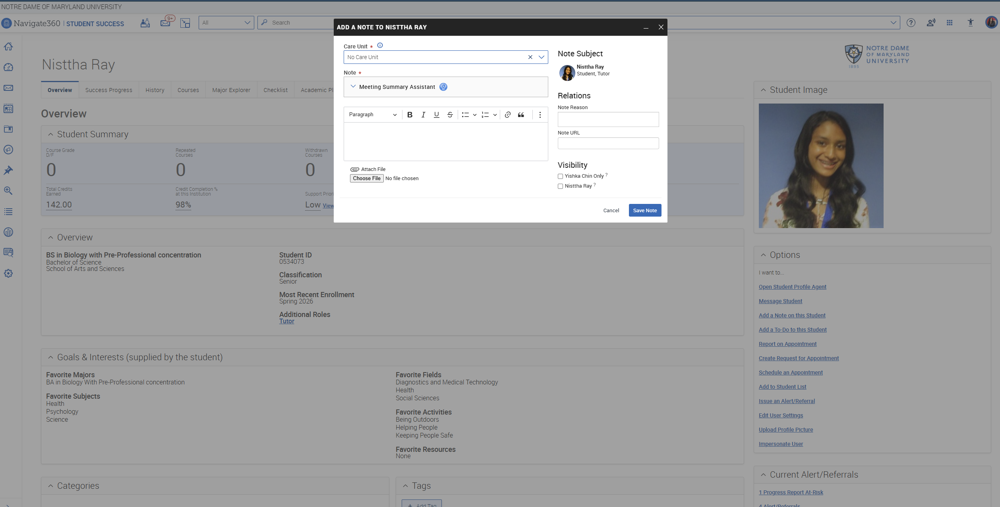 NOTRE DAME OF MARYLAND UNIVERSITY
Navigate360 | STUDENT SUCCESS
9+
All
Search
ADD A NOTE TO NISTTHA RAY
Care Unit *
No Care Unit
Note *
Meeting Summary Assistant
Paragraph
Attach File
Choose File No file chosen
Note Subject
Nisttha Ray
Student, Tutor
Relations
Note Reason
Note URL
Visibility
Yishka Chin Only ?
Nisttha Ray ?
Cancel
Save Note
Nisttha Ray
NOTRE DAME
OF MARYLAND
UNIVERSITY
1895
Overview
Success Progress
History
Courses
Major Explorer
Checklist
Academic Pl
Overview
Student Summary
Course Grade
D/F
0
Repeated
Courses
0
Withdrawn
Courses
0
Total Credits
Earned
142.00
Credit Completion %
at this Institution
98%
Support Priori
Low View
Overview
BS in Biology with Pre-Professional concentration
Bachelor of Science
School of Arts and Sciences
Student ID
0534073
Classification
Senior
Most Recent Enrollment
Spring 2026
Additional Roles
Tutor
Goals & Interests (supplied by the student)
Favorite Majors
BA in Biology With Pre-Professional concentration
Favorite Subjects
Health
Psychology
Science
Favorite Fields
Diagnostics and Medical Technology
Health
Social Sciences
Favorite Activities
Being Outdoors
Helping People
Keeping People Safe
Favorite Resources
None
Categories
Tags
+ Add Tag
Student Image
Options
I want to...
Open Student Profile Agent
Message Student
Add a Note on this Student
Add a To-Do to this Student
Report on Appointment
Create Request for Appointment
Schedule an Appointment
Add to Student List
Issue an Alert/Referral
Edit User Settings
Upload Profile Picture
Impersonate User
Current Alert/Referrals
1 Progress Report At-Risk
4 Alert/Referrals